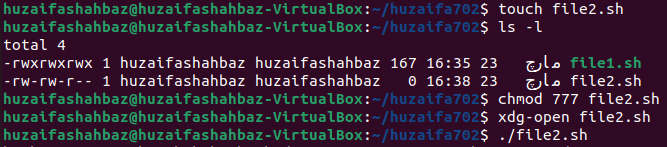 huzaifashahbaz@huzaifashahbaz-VirtualBox:~/huzaifa702$ touch file2.sh
huzaifashahbaz@huzaifashahbaz-VirtualBox:~/huzaifa702$ ls -l
total 4
-rwxrwxrwx 1 huzaifashahbaz huzaifashahbaz 167 16:35 23 مارچ file1.sh
-rw-rw-r-- 1 huzaifashahbaz huzaifashahbaz 0 16:38 23 مارچ file2.sh
huzaifashahbaz@huzaifashahbaz-VirtualBox:~/huzaifa702$ chmod 777 file2.sh
huzaifashahbaz@huzaifashahbaz-VirtualBox:~/huzaifa702$ xdg-open file2.sh
huzaifashahbaz@huzaifashahbaz-VirtualBox:~/huzaifa702$ ./file2.sh